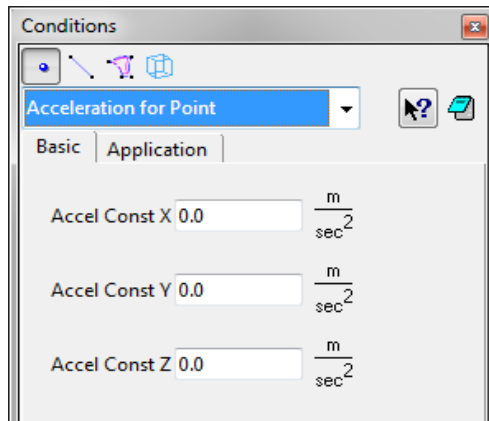 Conditions
Acceleration for Point
?
Basic Application
Accel Const X 0.0 m/sec²
Accel Const Y 0.0 m/sec²
Accel Const Z 0.0 m/sec²